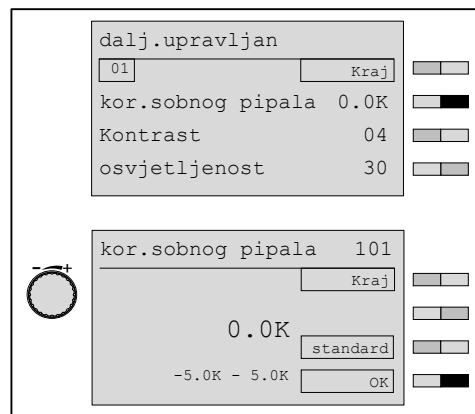 dalj.upravljan
01 Kraj
kor.sobnog pipala 0.0K
Kontrast 04
osvjetljenost 30
kor.sobnog pipala 101
Kraj
- +
0.0K
standard
-5.0K - 5.0K OK